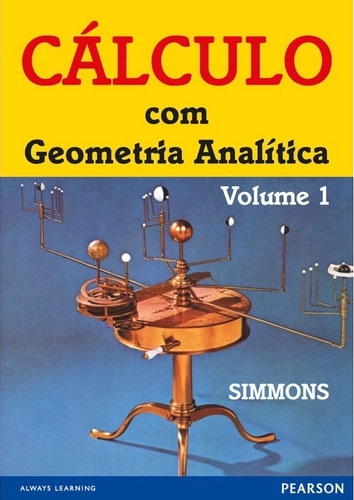 CÁLCULO
com
Geometria Analítica
Volume 1
SIMMONS
ALWAYS LEARNING
PEARSON